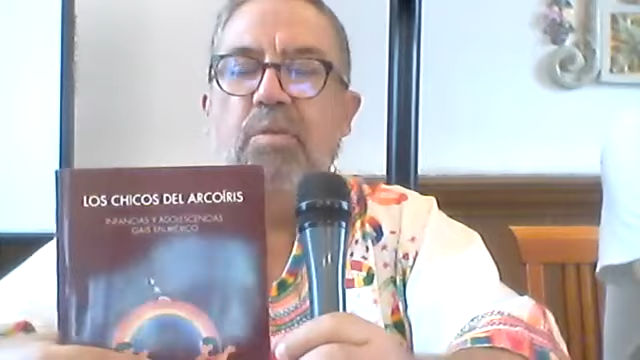 LOS CHICOS DEL ARCOÍRIS
INFANCIAS Y ADOLESCENCIAS
GAIS EN MÉXICO